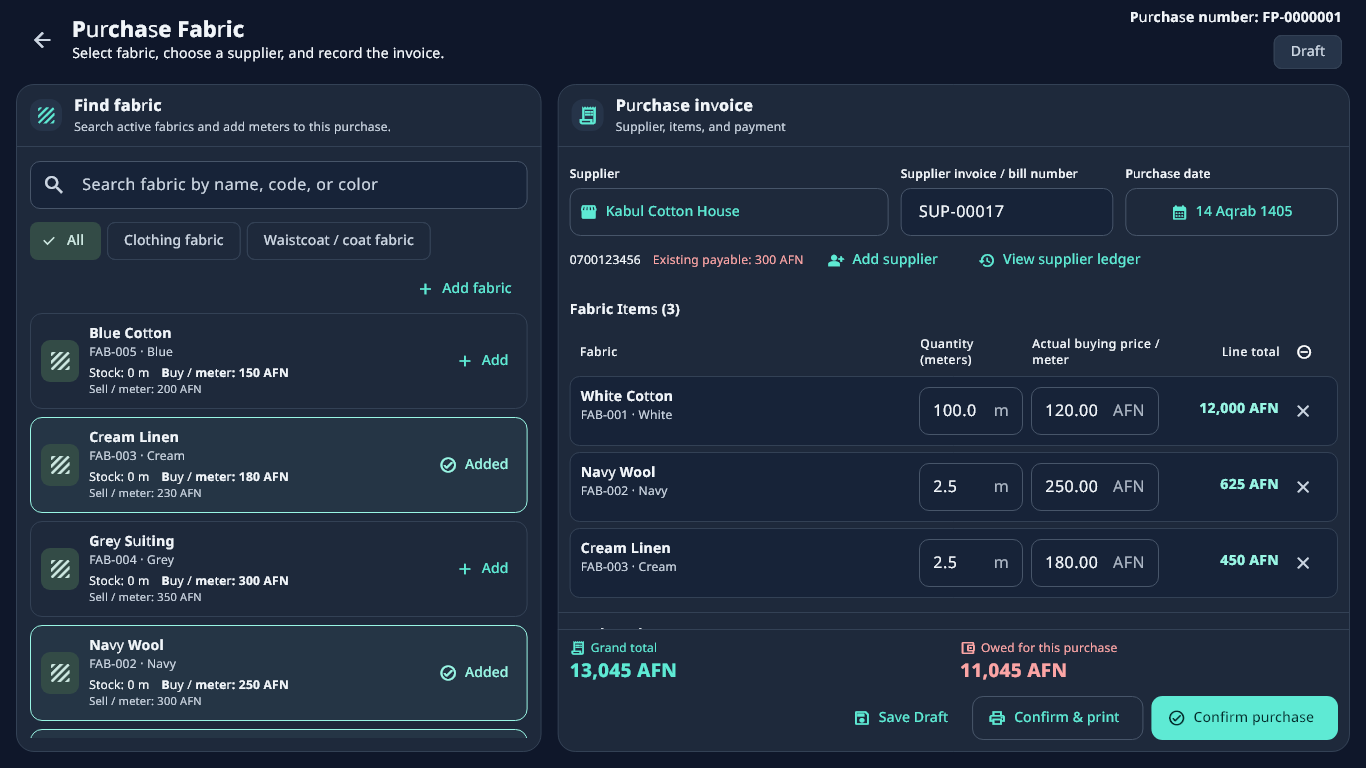 Purchase Fabric
Select fabric, choose a supplier, and record the invoice.
Purchase number: FP-0000001
Draft
Find fabric
Search active fabrics and add meters to this purchase.
Search fabric by name, code, or color
All
Clothing fabric
Waistcoat / coat fabric
Add fabric
Blue Cotton
FAB-005 · Blue
Stock: 0 m Buy / meter: 150 AFN
Sell / meter: 200 AFN
Add
Cream Linen
FAB-003 · Cream
Stock: 0 m Buy / meter: 180 AFN
Sell / meter: 230 AFN
Added
Grey Suiting
FAB-004 · Grey
Stock: 0 m Buy / meter: 300 AFN
Sell / meter: 350 AFN
Add
Navy Wool
FAB-002 · Navy
Stock: 0 m Buy / meter: 250 AFN
Sell / meter: 300 AFN
Added
Purchase invoice
Supplier, items, and payment
Supplier
Kabul Cotton House
Supplier invoice / bill number
SUP-00017
Purchase date
14 Aqrab 1405
0700123456 Existing payable: 300 AFN
Add supplier
View supplier ledger
Fabric Items (3)
Fabric
Quantity
(meters)
Actual buying price /
meter
Line total
White Cotton
FAB-001 · White
100.0 m
120.00 AFN
12,000 AFN
Navy Wool
FAB-002 · Navy
2.5 m
250.00 AFN
625 AFN
Cream Linen
FAB-003 · Cream
2.5 m
180.00 AFN
450 AFN
Grand total
13,045 AFN
Owed for this purchase
11,045 AFN
Save Draft
Confirm & print
Confirm purchase